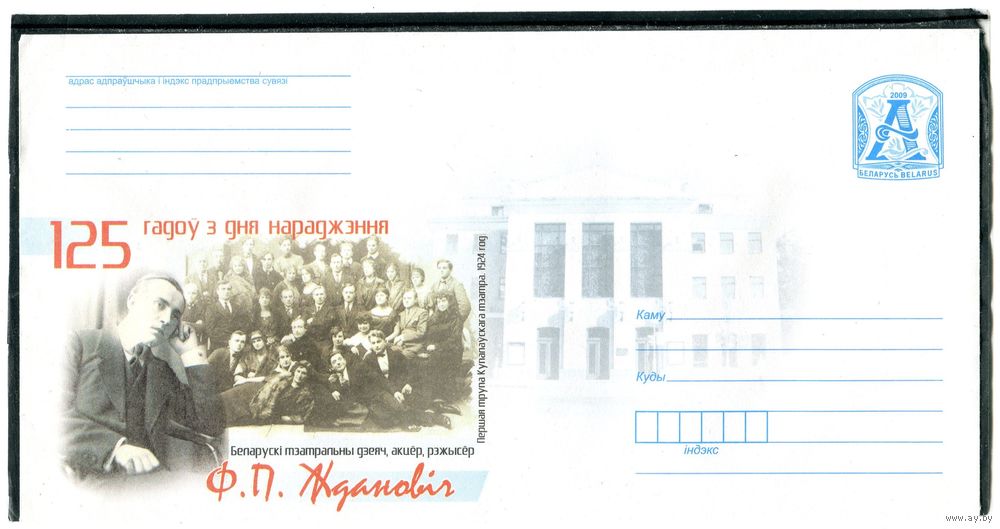 адрас адпраўшчыка і індэкс прадпрыемства сувязі
2009
А
БЕЛАРУСЬ BELARUS
125 гадоў з дня нараджэння
Першая трупа Купалаўскага тэатра. 1924 год
Беларускі тэатральны дзеяч, акцёр, рэжысёр
Ф.П. Ждановіч
Каму
Куды
індэкс
www.ay.by